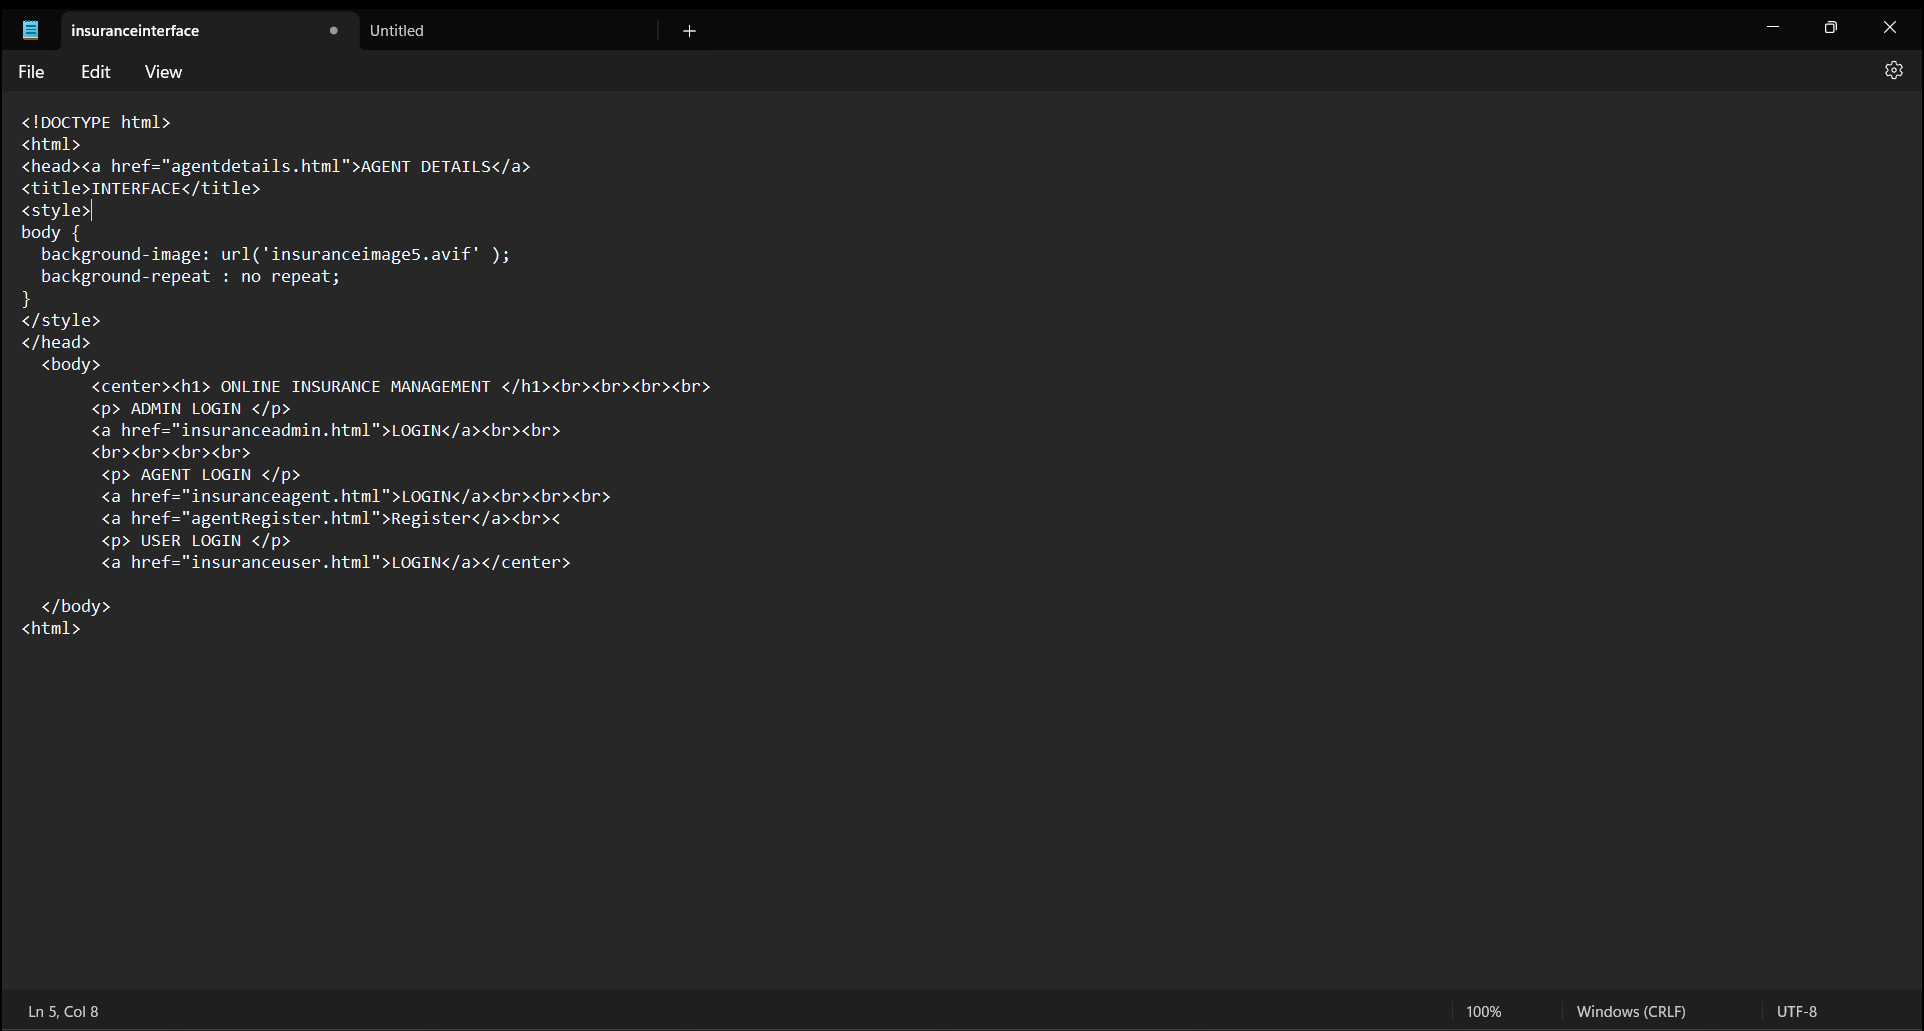 insuranceinterface Untitled
File Edit View
<!DOCTYPE html>
<html>
<head><a href="agentdetails.html">AGENT DETAILS</a>
<title>INTERFACE</title>
<style>
body {
  background-image: url('insuranceimage5.avif' );
  background-repeat : no repeat;
}
</style>
</head>
  <body>
       <center><h1> ONLINE INSURANCE MANAGEMENT </h1><br><br><br><br>
       <p> ADMIN LOGIN </p>
       <a href="insuranceadmin.html">LOGIN</a><br><br>
       <br><br><br><br>
        <p> AGENT LOGIN </p>
        <a href="insuranceagent.html">LOGIN</a><br><br><br>
        <a href="agentRegister.html">Register</a><br><
        <p> USER LOGIN </p>
        <a href="insuranceuser.html">LOGIN</a></center>
  </body>
<html>
Ln 5, Col 8 100% Windows (CRLF) UTF-8